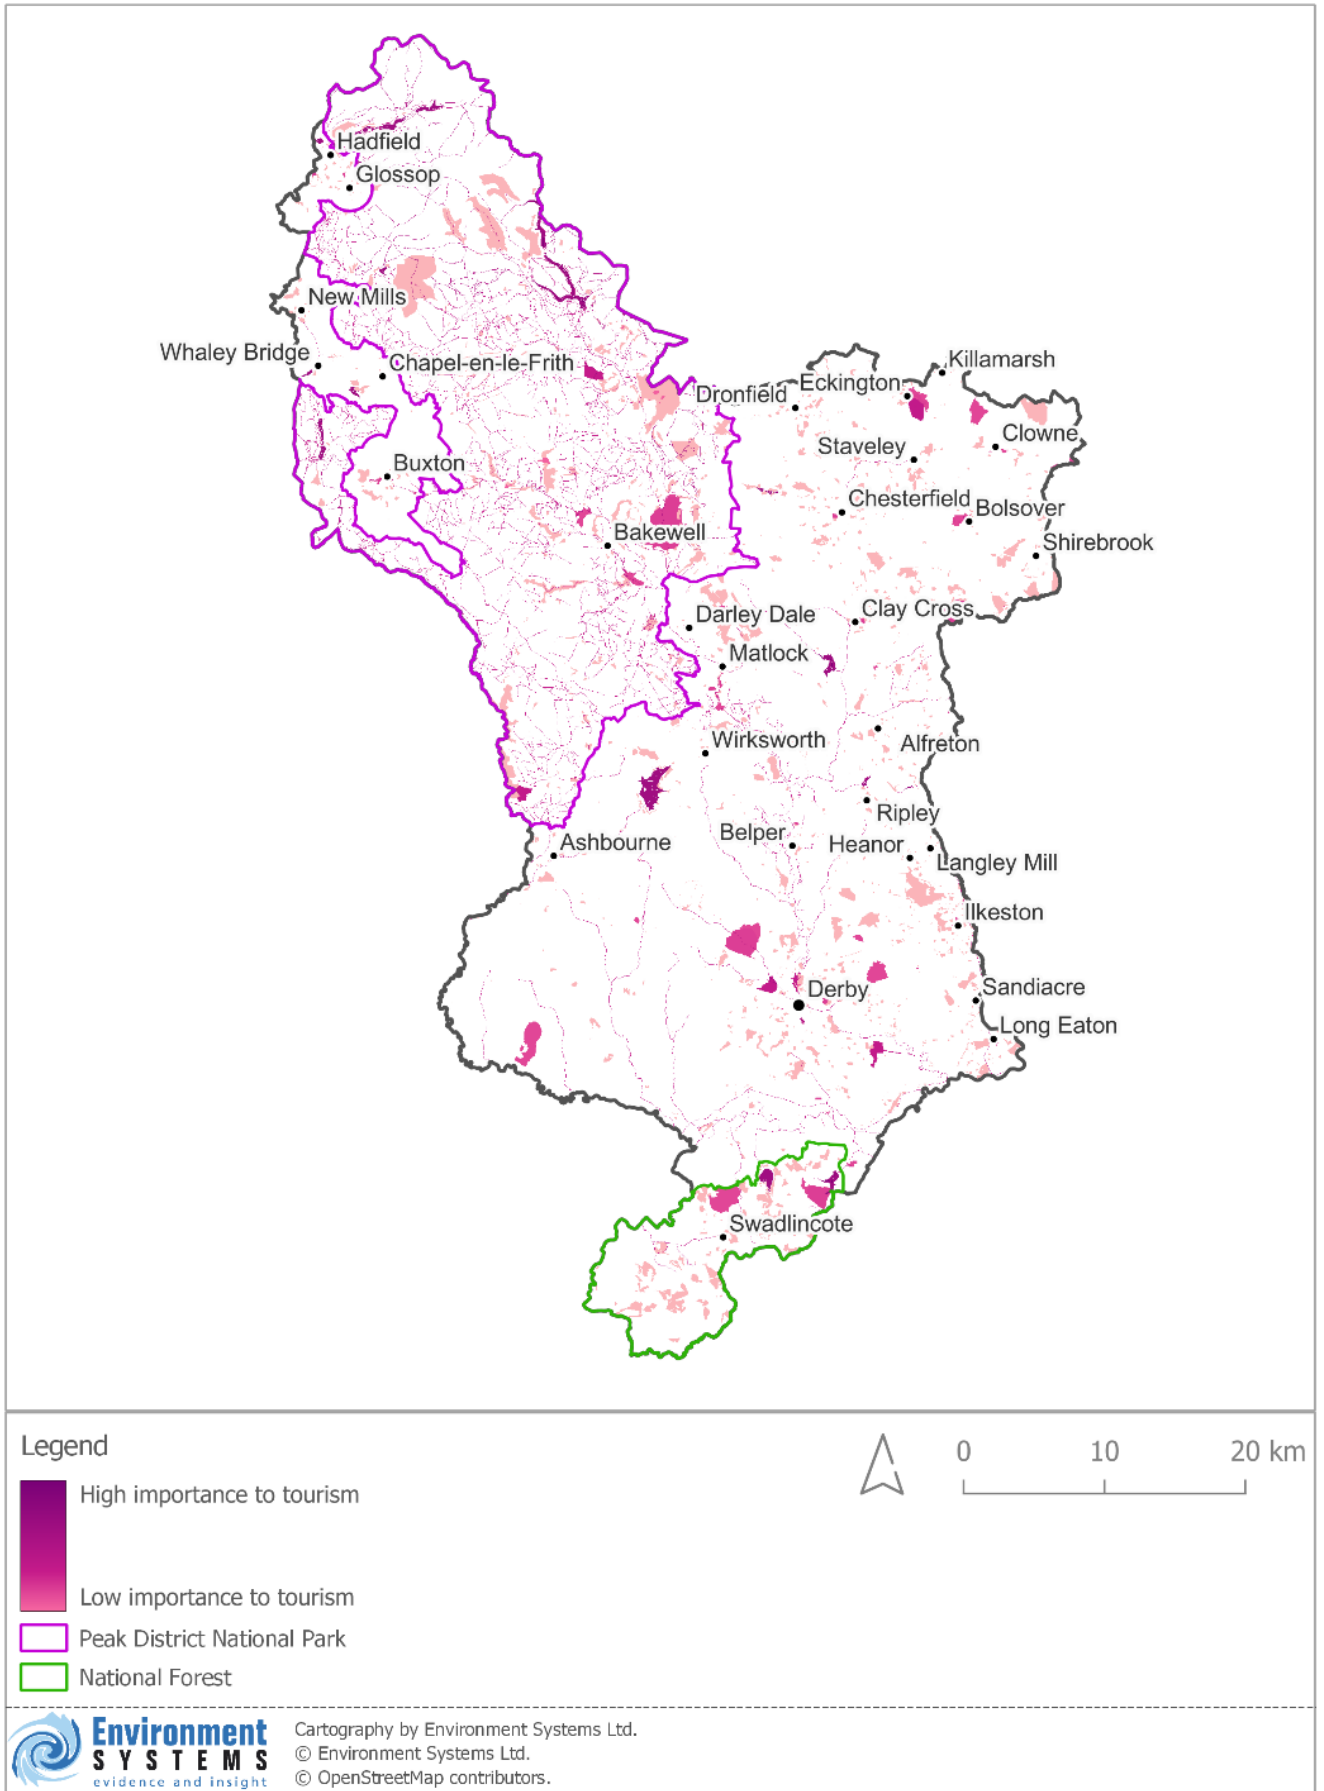 Hadfield
Glossop
New Mills
Whaley Bridge
Chapel-en-le-Frith
Killamarsh
Eckington
Dronfield
Clowne
Staveley
Buxton
Chesterfield
Bolsover
Bakewell
Shirebrook
Clay Cross
Darley Dale
Matlock
Wirksworth
Alfreton
Ripley
Belper
Heanor
Ashbourne
Langley Mill
Ilkeston
Derby
Sandiacre
Long Eaton
Swadlincote
Legend
High importance to tourism
Low importance to tourism
Peak District National Park
National Forest
0 10 20 km
Environment
SYSTEMS
evidence and insight
Cartography by Environment Systems Ltd.
© Environment Systems Ltd.
© OpenStreetMap contributors.